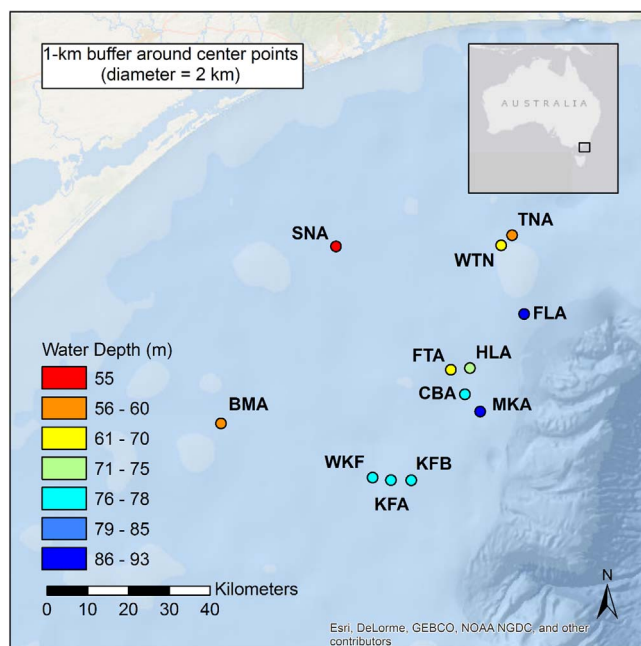 1-km buffer around center points
(diameter = 2 km)
AUSTRALIA
TNA
SNA
WTN
FLA
Water Depth (m)
55
56 - 60
61 - 70
71 - 75
76 - 78
79 - 85
86 - 93
FTA
HLA
CBA
MKA
BMA
WKF
KFB
KFA
Kilometers
0 10 20 30 40
N
Esri, DeLorme, GEBCO, NOAA NGDC, and other
contributors